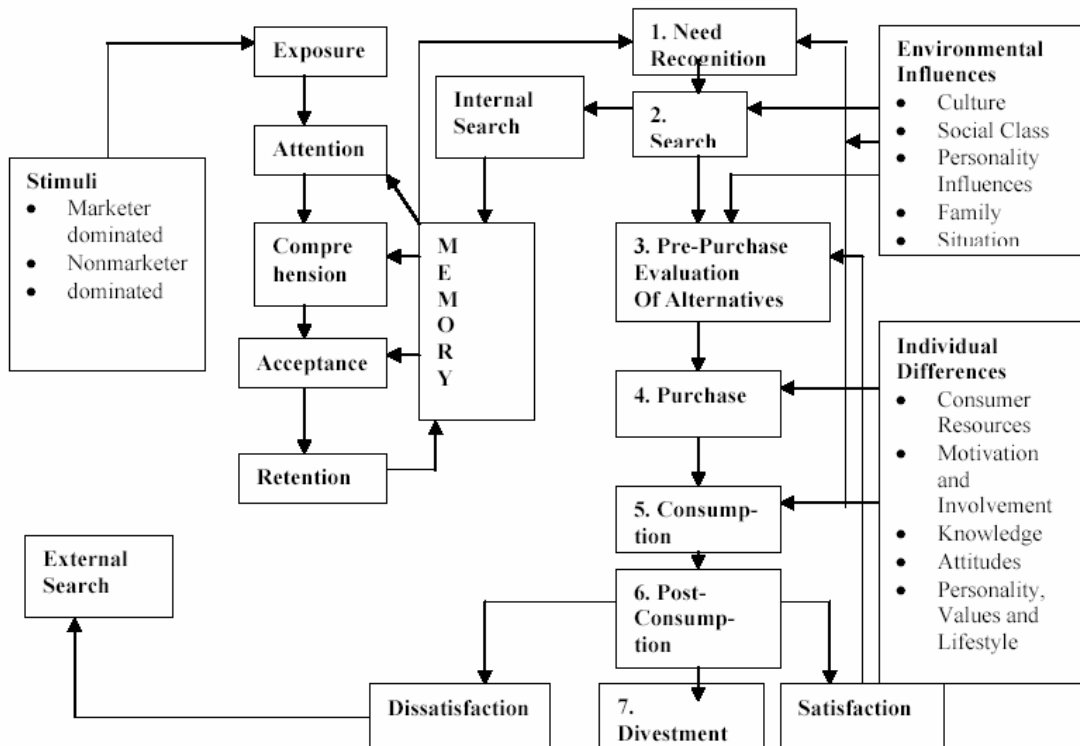 Stimuli
• Marketer
dominated
• Nonmarketer
• dominated
Exposure
Attention
Compre
hension
Acceptance
Retention
Internal
Search
M
E
M
O
R
Y
1. Need
Recognition
2.
Search
3. Pre-Purchase
Evaluation
Of Alternatives
4. Purchase
5. Consump-
tion
6. Post-
Consump-
tion
7.
Divestment
Dissatisfaction
Satisfaction
External
Search
Environmental
Influences
• Culture
• Social Class
• Personality
Influences
• Family
• Situation
Individual
Differences
• Consumer
Resources
• Motivation
and
Involvement
• Knowledge
• Attitudes
• Personality,
Values and
Lifestyle